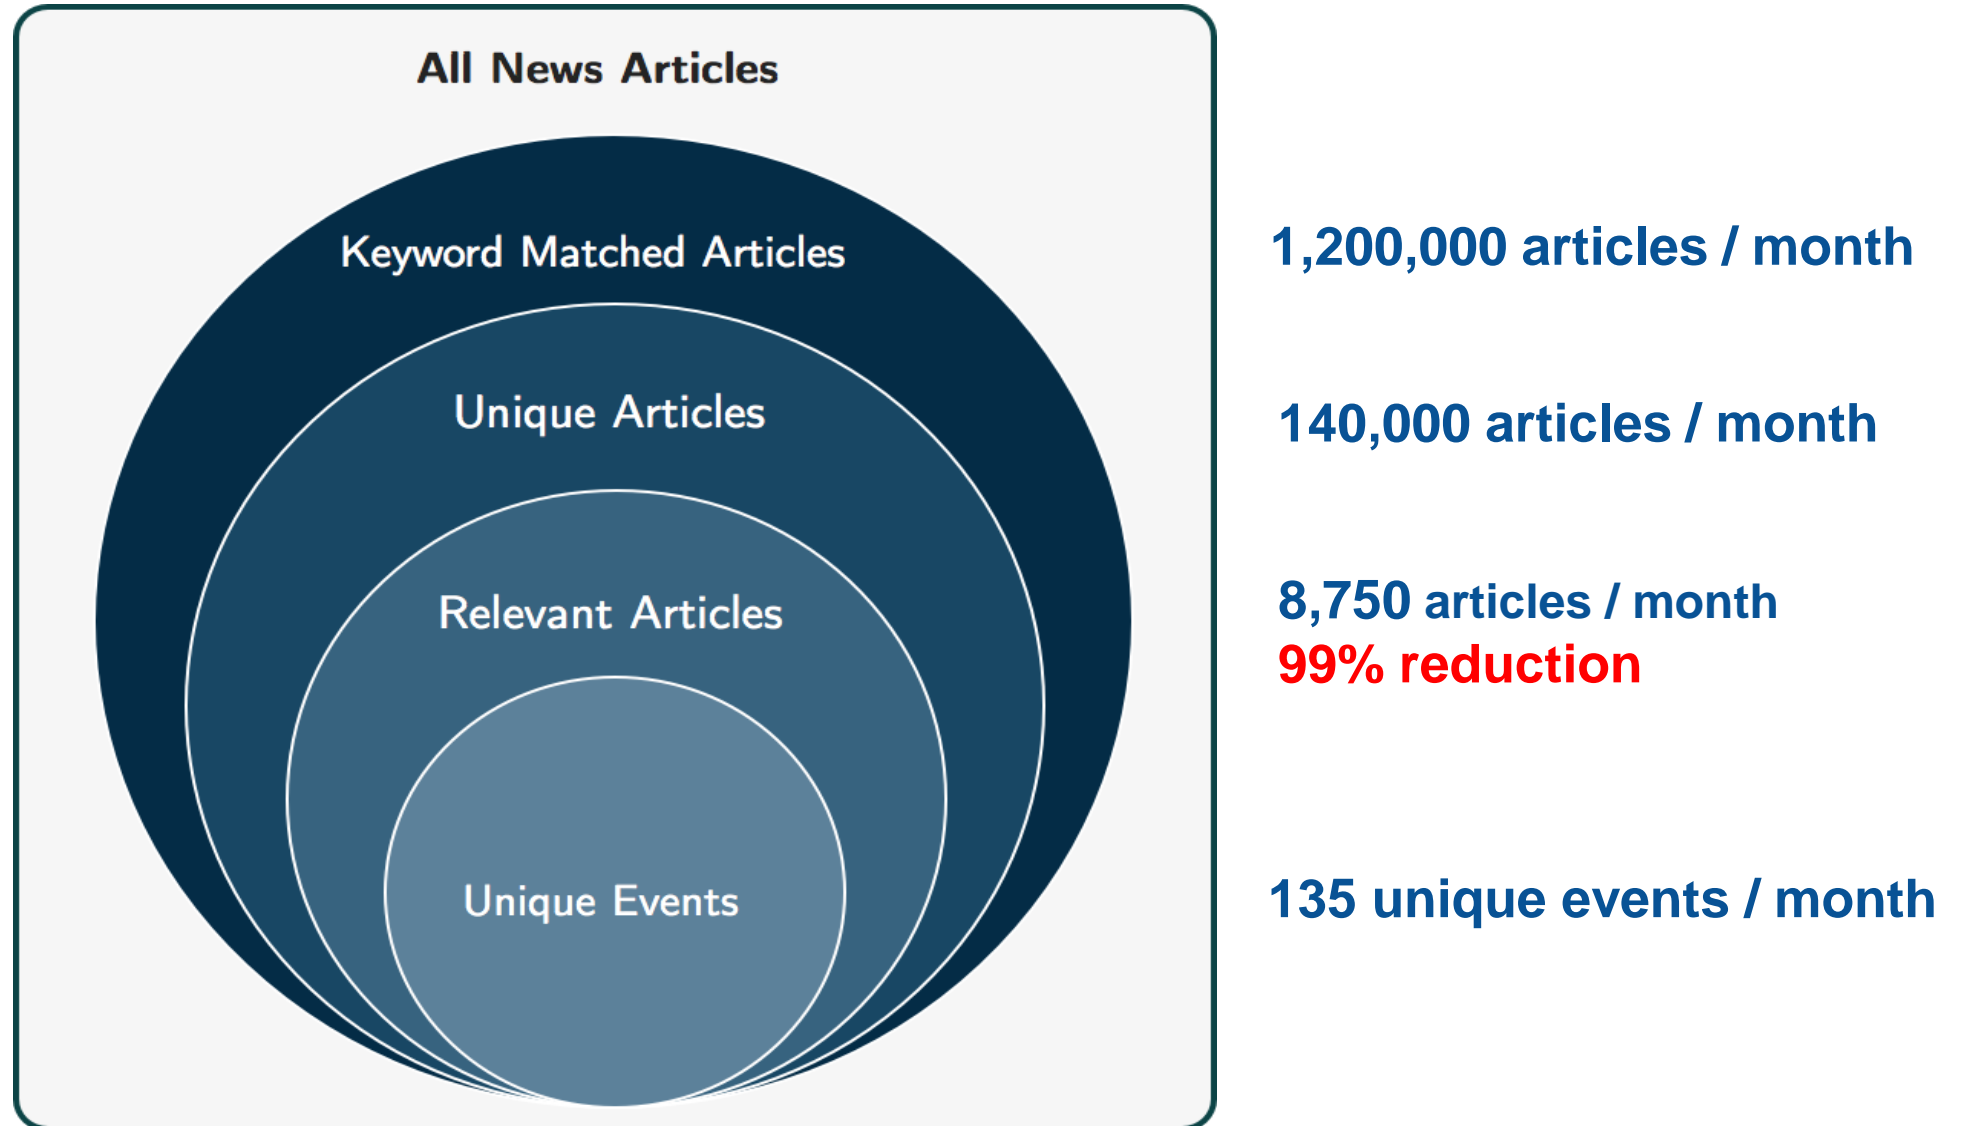 All News Articles
Keyword Matched Articles
1,200,000 articles / month
Unique Articles
140,000 articles / month
Relevant Articles
8,750 articles / month
99% reduction
Unique Events
135 unique events / month